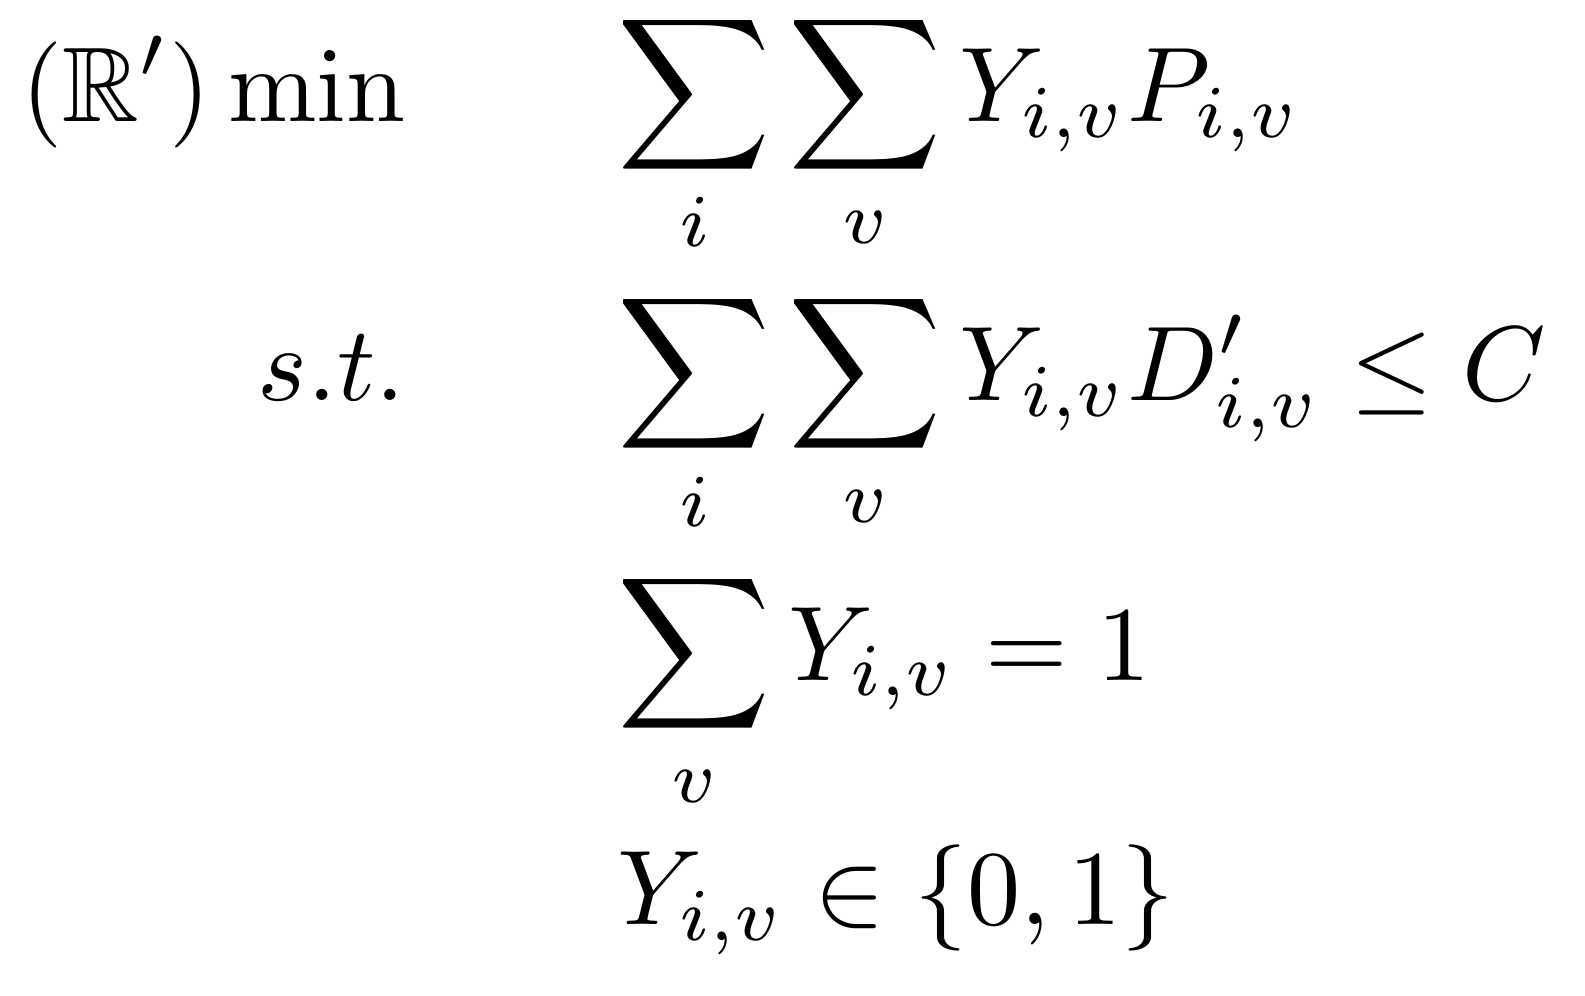 (ℝ′) min ∑_i ∑_v Y_{i,v} P_{i,v}
s.t. ∑_i ∑_v Y_{i,v} D′_{i,v} ≤ C
∑_v Y_{i,v} = 1
Y_{i,v} ∈ {0, 1}